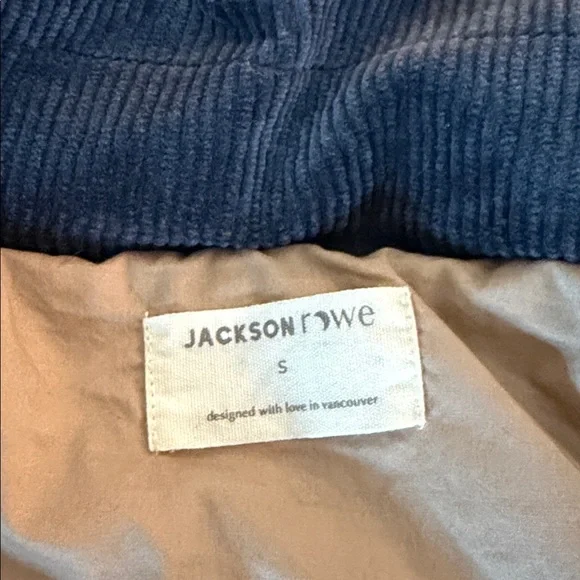 JACKSON rowe
S
designed with love in vancouver